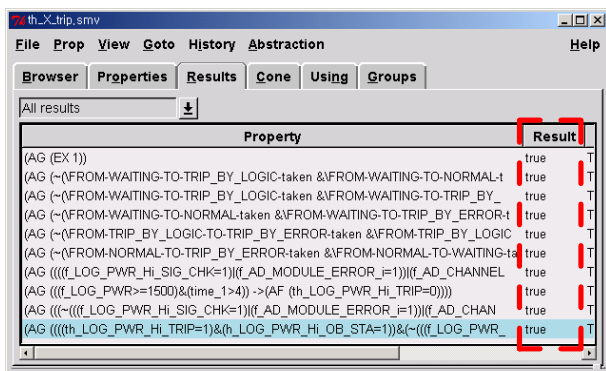 th_X_trip.smv
File Prop View Goto History Abstraction Help
Browser Properties Results Cone Using Groups
All results
Property Result
(AG (EX 1)) true T
(AG (~(\FROM-WAITING-TO-TRIP_BY_LOGIC-taken &\FROM-WAITING-TO-NORMAL-t true T
(AG (~(\FROM-WAITING-TO-TRIP_BY_LOGIC-taken &\FROM-WAITING-TO-TRIP_BY_ true T
(AG (~(\FROM-WAITING-TO-NORMAL-taken &\FROM-WAITING-TO-TRIP_BY_ERROR-t true T
(AG (~(\FROM-TRIP_BY_LOGIC-TO-TRIP_BY_ERROR-taken &\FROM-TRIP_BY_LOGIC true T
(AG (~(\FROM-NORMAL-TO-TRIP_BY_ERROR-taken &\FROM-NORMAL-TO-WAITING-ta true T
(AG ((((f_LOG_PWR_Hi_SIG_CHK=1)|(f_AD_MODULE_ERROR_i=1))|(f_AD_CHANNEL true T
(AG (((f_LOG_PWR>=1500)&(time_1>4)) ->(AF (th_LOG_PWR_Hi_TRIP=0)))) true T
(AG (((~(((f_LOG_PWR_Hi_SIG_CHK=1)|(f_AD_MODULE_ERROR_i=1))|(f_AD_CHAN true T
(AG ((((th_LOG_PWR_Hi_TRIP=1)&(h_LOG_PWR_Hi_OB_STA=1))&(~(((f_LOG_PWR_ true T